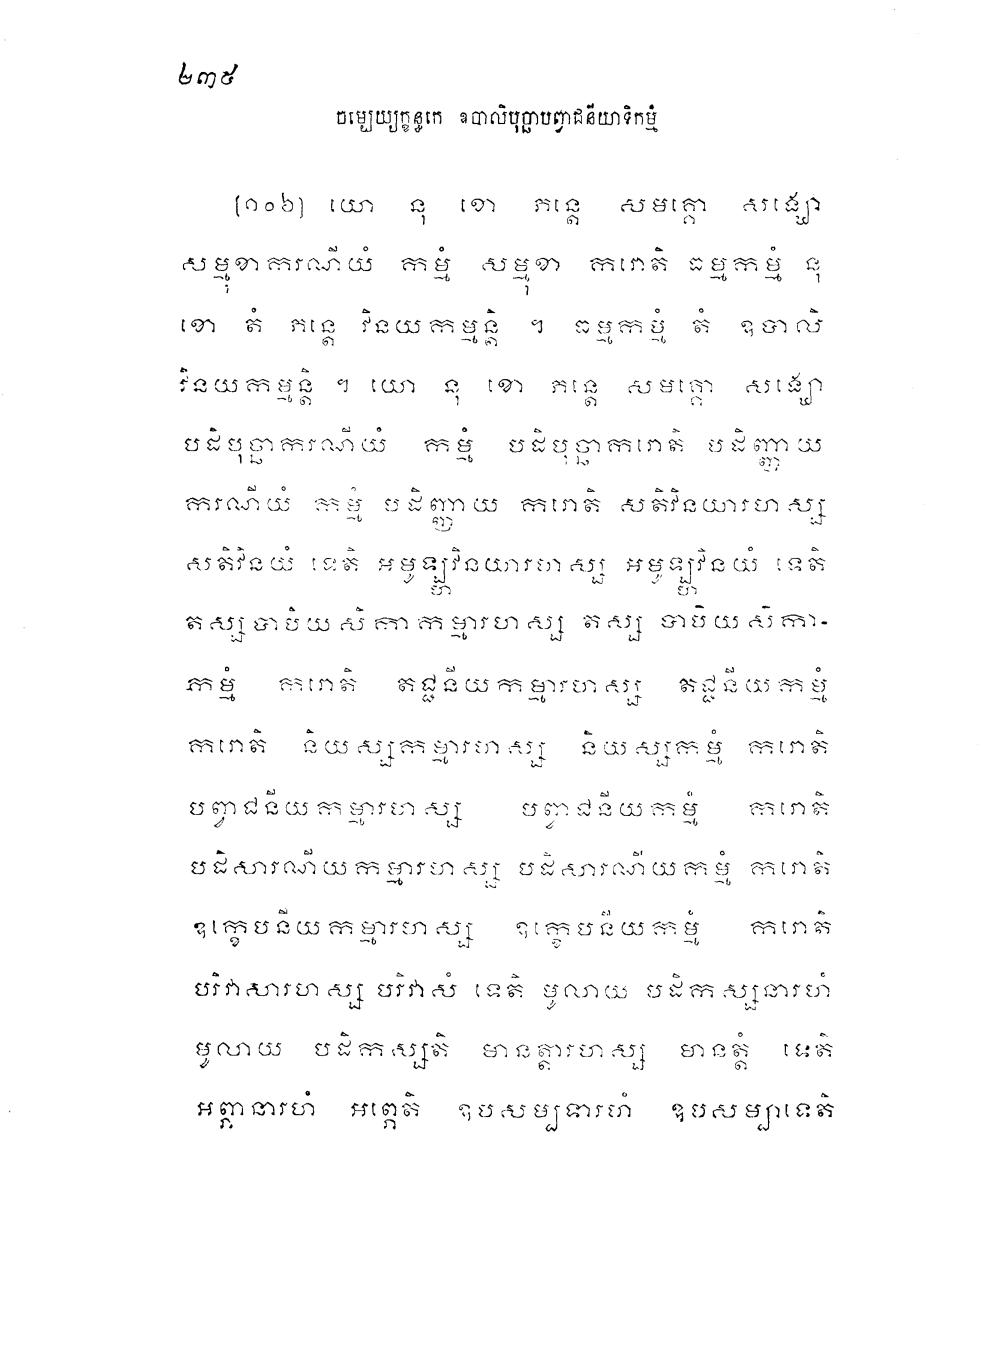 ២៣៥
ចម្បេយ្យក្ខន្ធកេ ឧបាលិបុច្ឆាបញ្ហាជនីយាទិកម្មំ
[១០៦] យោ នុ ខោ ភន្តេ សមគ្គោ សង្ឃោ
សម្មុខាករណីយំ កម្មំ សម្មុខា ករោតិ ធម្មកម្មំ នុ
ខោ តំ ភន្តេ វិនយកម្មន្តិ ។ ធម្មកម្មំ តំ ឧបាលិ
វិនយកម្មន្តិ ។ យោ នុ ខោ ភន្តេ សមគ្គោ សង្ឃោ
បដិបុច្ឆាករណីយំ កម្មំ បដិបុច្ឆាករោតិ បដិញ្ញាយ
ករណីយំ កម្មំ បដិញ្ញាយ ករោតិ សតិវិនយារហស្ស
សតិវិនយំ ទេតិ អមូឡ្ហវិនយារហស្ស អមូឡ្ហវិនយំ ទេតិ
តស្សបាបិយសិកាកម្មារហស្ស តស្ស បាបិយសិកា-
កម្មំ ករោតិ តជ្ជនីយកម្មារហស្ស តជ្ជនីយកម្មំ
ករោតិ និយស្សកម្មារហស្ស និយស្សកម្មំ ករោតិ
បញ្វជនីយកម្មារហស្ស បញ្វជនីយកម្មំ ករោតិ
បដិសារណីយកម្មារហស្ស បដិសារណីយកម្មំ ករោតិ
ឧក្ខេបនីយកម្មារហស្ស ឧក្ខេបនីយកម្មំ ករោតិ
បរិវាសារហស្ស បរិវាសំ ទេតិ មូលាយ បដិកស្សនារហំ
មូលាយ បដិកស្សតិ មានត្តារហស្ស មានត្តំ ទេតិ
អព្ភានារហំ អព្ភេតិ ឧបសម្បទារហំ ឧបសម្បាទេតិ